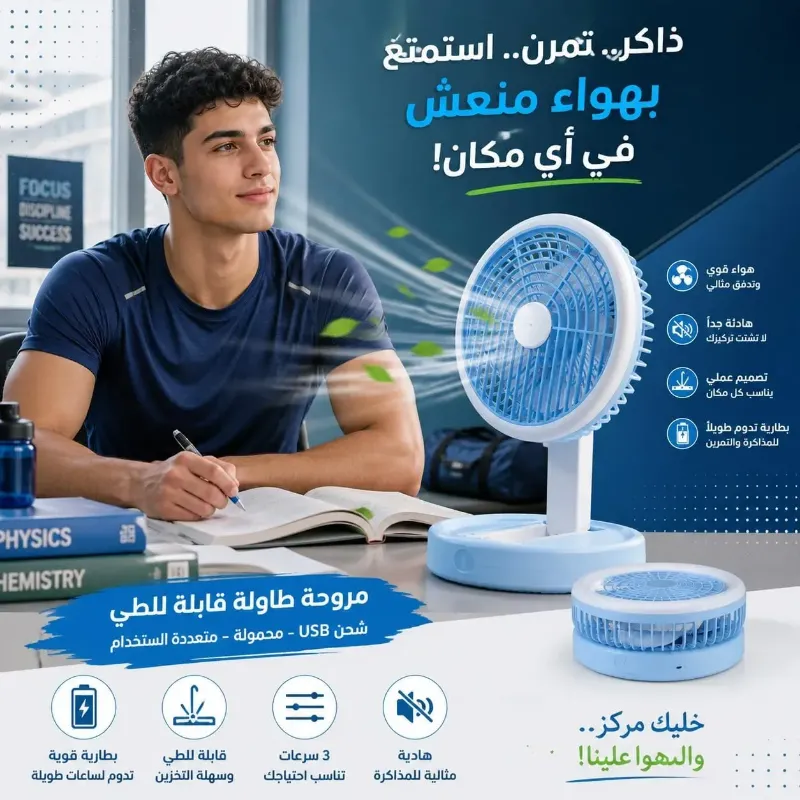 ذاكر.. تمرن.. استمتع
بهواء منعش
في أي مكان!
FOCUS
DISCIPLINE
SUCCESS
هواء قوي
وتدفق مثالي
هادئة جداً
لا تشتت تركيزك
تصميم عملي
يناسب كل مكان
بطارية تدوم طويلاً
للمذاكرة والتمرين
PHYSICS
HEMISTRY
مروحة طاولة قابلة للطي
شحن USB - محمولة - متعددة الستخدام
هادية
مثالية للمذاكرة
3 سرعات
تناسب احتياجك
قابلة للطي
وسهلة التخزين
بطارية قوية
تدوم لساعات طويلة
خليك مركز..
والهوا علينا!